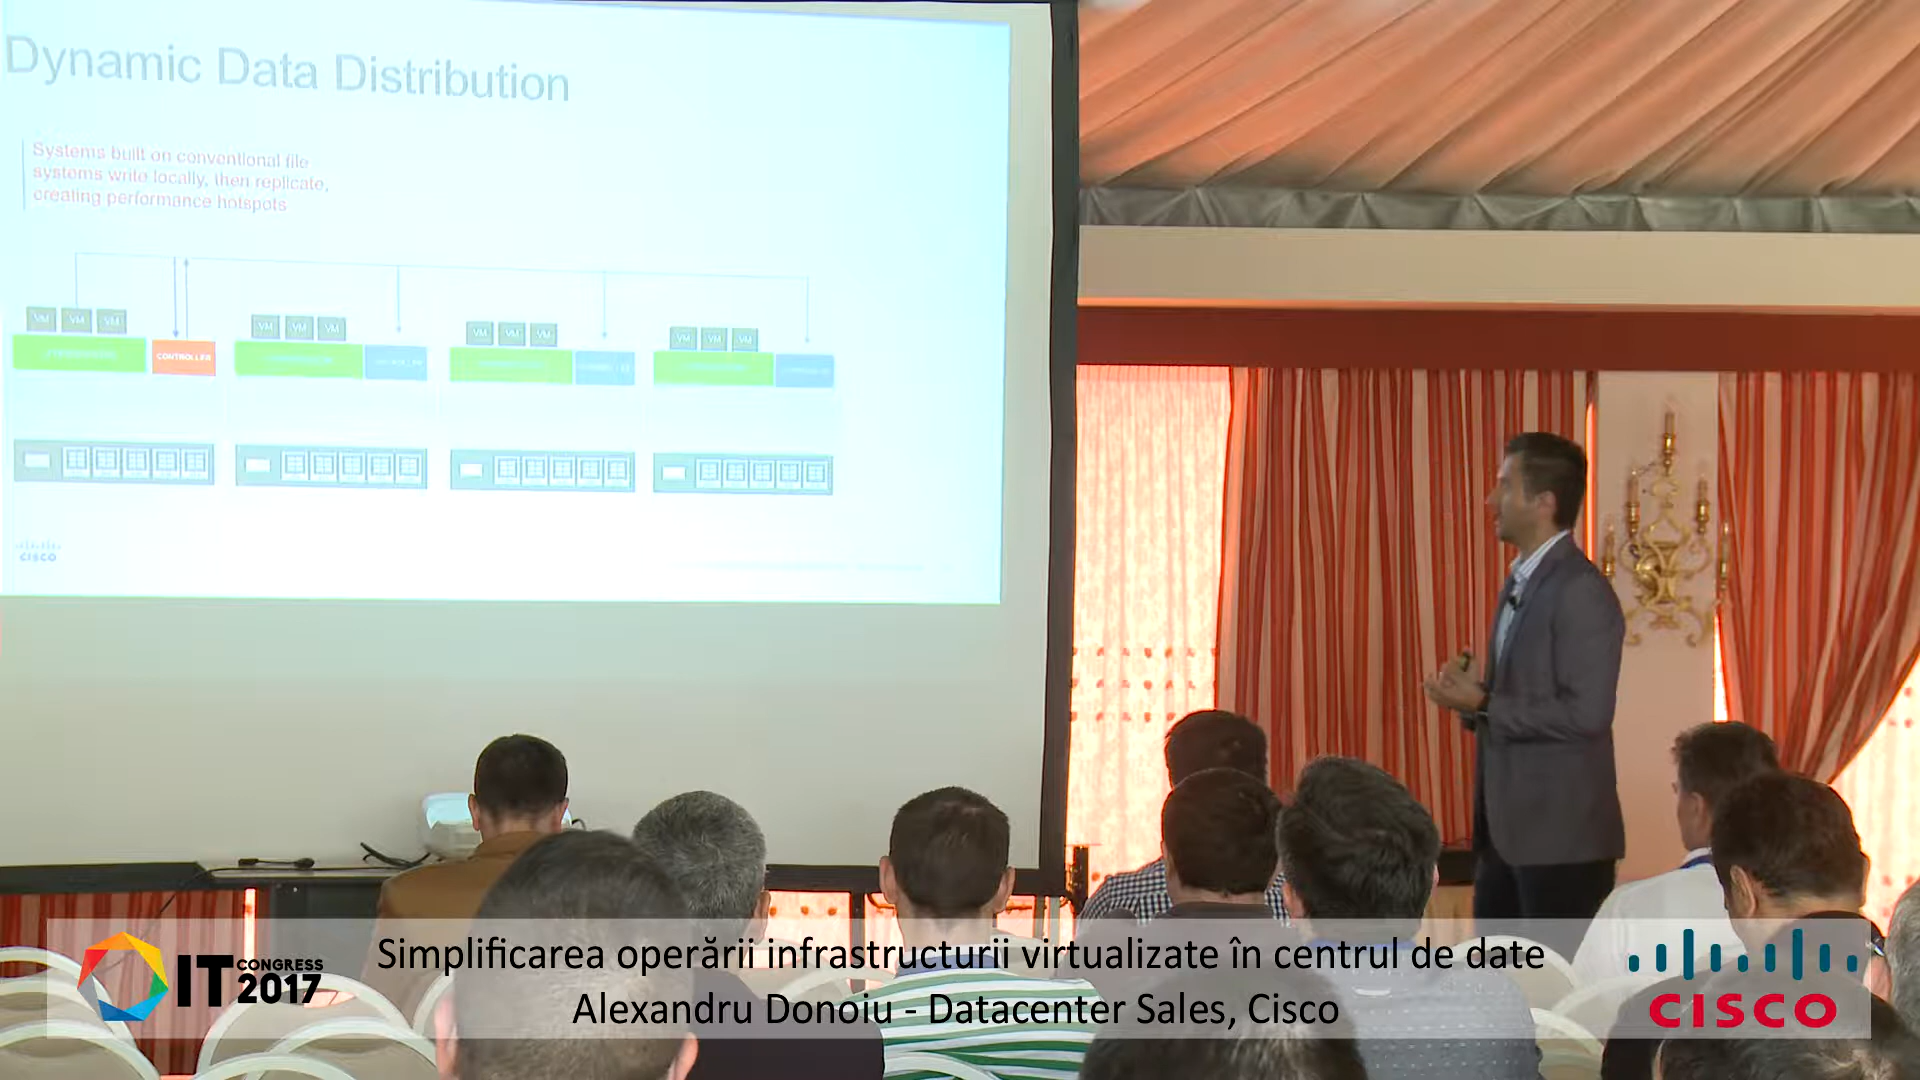 Dynamic Data Distribution
Systems built on conventional file
systems write locally, then replicate,
creating performance hotspots
VM VM VM
VM VM VM
VM VM VM
VM VM VM
CONTROLLER
CISCO
IT CONGRESS
2017
Simplificarea operării infrastructurii virtualizate în centrul de date
Alexandru Donoiu - Datacenter Sales, Cisco
CISCO